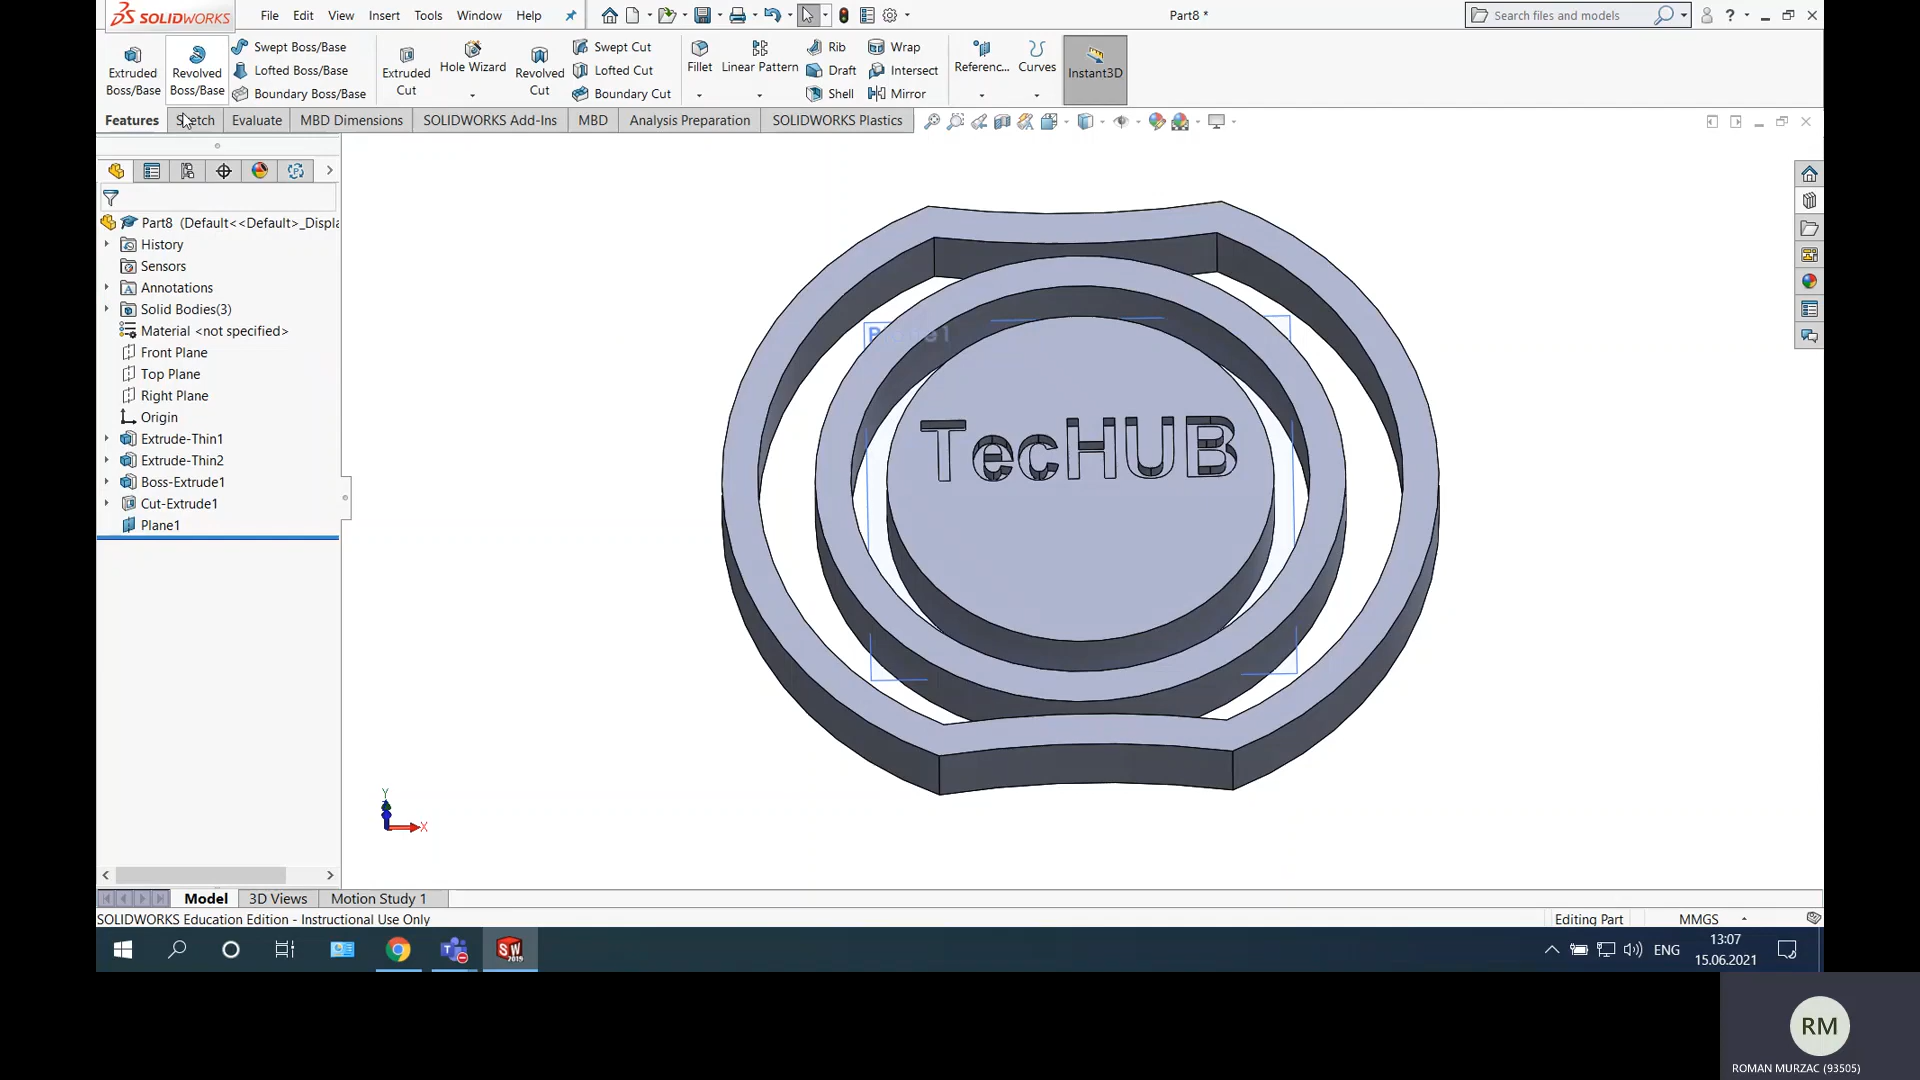 SOLIDWORKS File Edit View Insert Tools Window Help Part8 * Search files and models ?
Extruded Boss/Base
Revolved Boss/Base
Swept Boss/Base
Lofted Boss/Base
Boundary Boss/Base
Extruded Cut
Hole Wizard
Revolved Cut
Swept Cut
Lofted Cut
Boundary Cut
Fillet
Linear Pattern
Rib
Draft
Shell
Wrap
Intersect
Mirror
Referenc...
Curves
Instant3D
Features Sketch Evaluate MBD Dimensions SOLIDWORKS Add-Ins MBD Analysis Preparation SOLIDWORKS Plastics
Part8 (Default<<Default>_Displa
History
Sensors
Annotations
Solid Bodies(3)
Material <not specified>
Front Plane
Top Plane
Right Plane
Origin
Extrude-Thin1
Extrude-Thin2
Boss-Extrude1
Cut-Extrude1
Plane1
Plane1
TecHUB
Y
X
Model 3D Views Motion Study 1
SOLIDWORKS Education Edition - Instructional Use Only Editing Part MMGS
SW 2019
ENG
13:07
15.06.2021
RM
ROMAN MURZAC (93505)